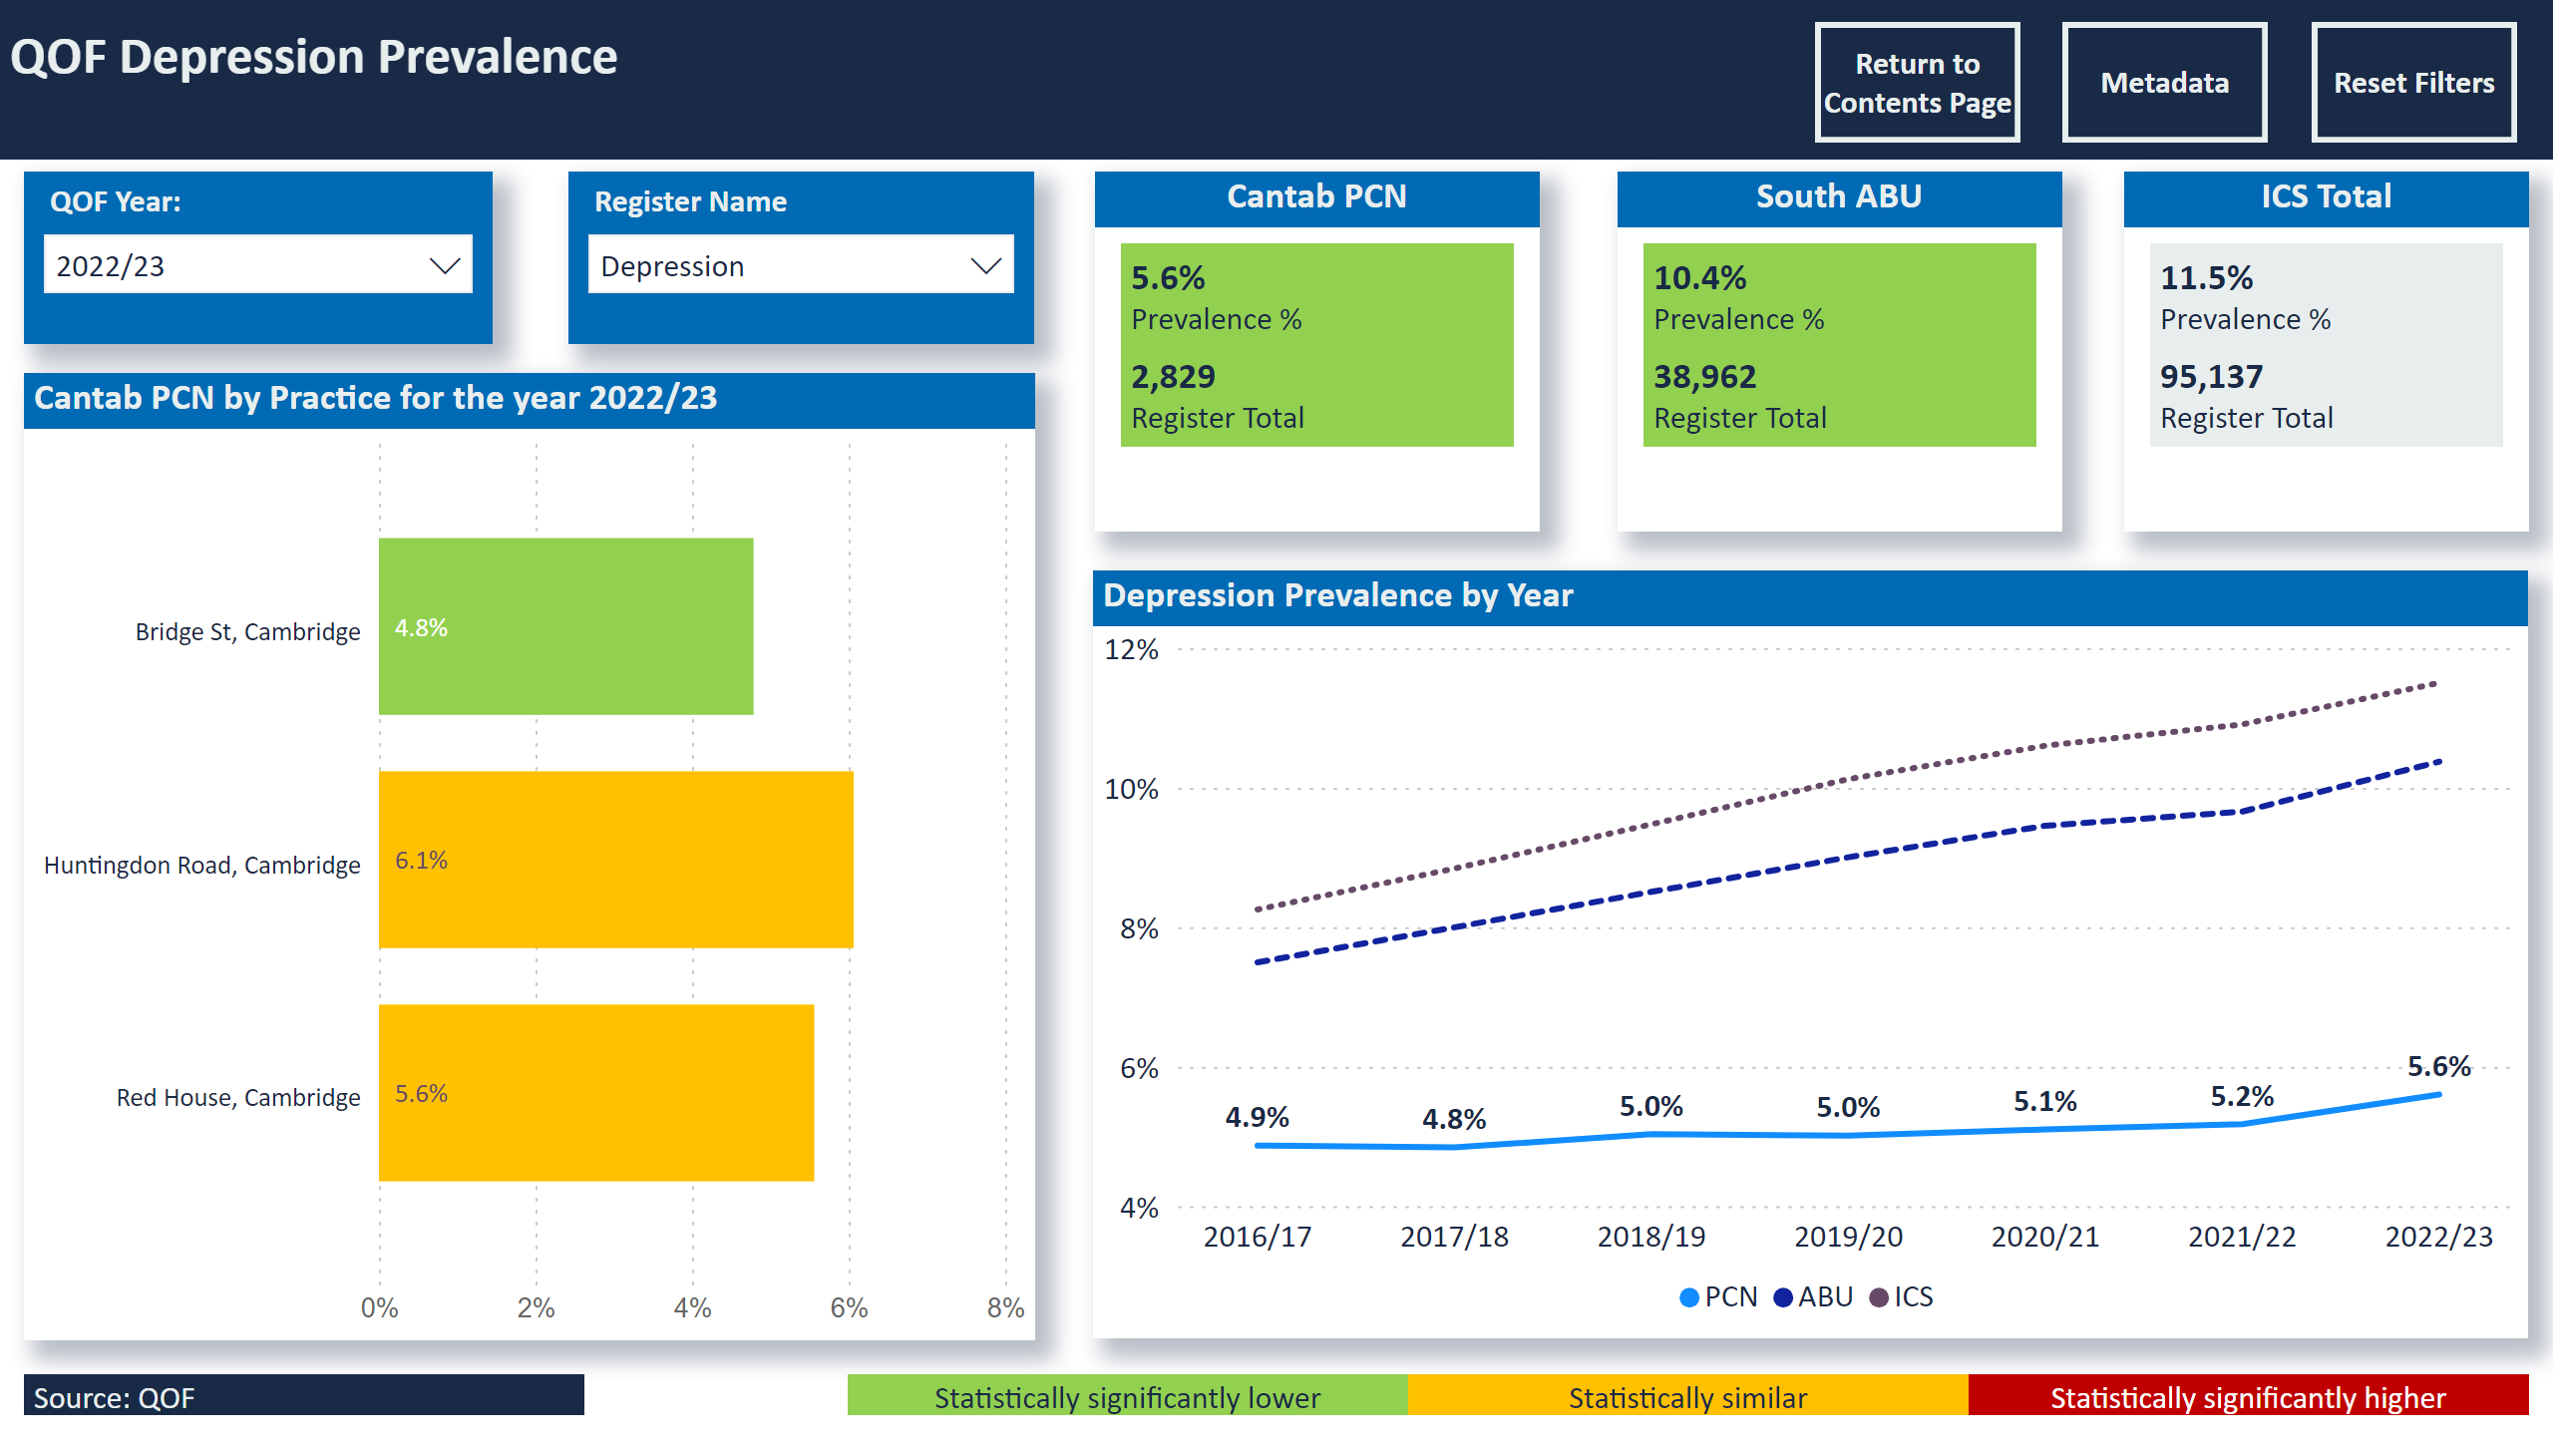 QOF Depression Prevalence
Return to
Contents Page
Metadata
Reset Filters
QOF Year:
2022/23
Register Name
Depression
Cantab PCN
5.6%
Prevalence %
2,829
Register Total
South ABU
10.4%
Prevalence %
38,962
Register Total
ICS Total
11.5%
Prevalence %
95,137
Register Total
Cantab PCN by Practice for the year 2022/23
Bridge St, Cambridge
4.8%
Huntingdon Road, Cambridge
6.1%
Red House, Cambridge
5.6%
0% 2% 4% 6% 8%
Depression Prevalence by Year
12%
10%
8%
6%
4%
4.9% 4.8% 5.0% 5.0% 5.1% 5.2% 5.6%
2016/17 2017/18 2018/19 2019/20 2020/21 2021/22 2022/23
PCN ABU ICS
Source: QOF
Statistically significantly lower
Statistically similar
Statistically significantly higher